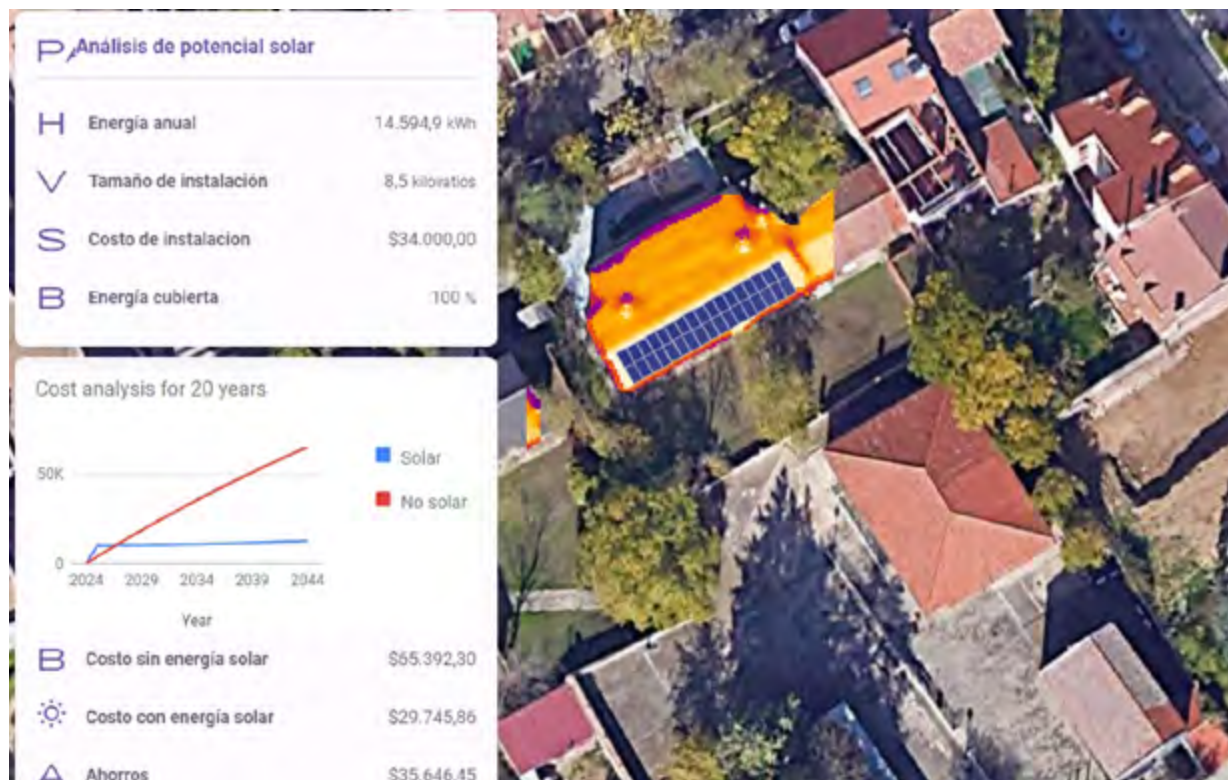 Análisis de potencial solar
Energía anual 14.594,9 kWh
Tamaño de instalación 8,5 kilovatios
Costo de instalacion $34.000,00
Energía cubierta 100 %
Cost analysis for 20 years
50K
Solar
No solar
0
2024 2029 2034 2039 2044
Year
Costo sin energía solar $65.392,30
Costo con energía solar $29.745,86
Ahorros $35.646,45